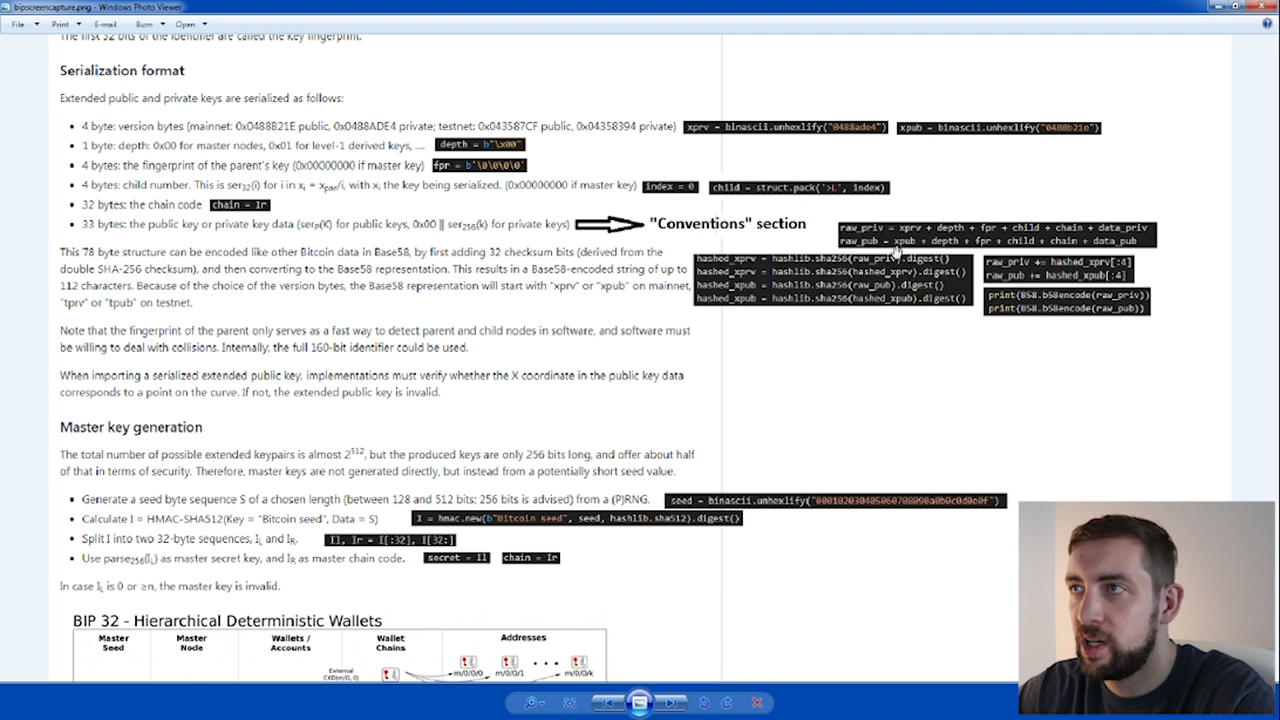 bipscreencapture.png - Windows Photo Viewer
File Print E-mail Burn Open
The first 32 bits of the identifier are called the key fingerprint.
Serialization format
Extended public and private keys are serialized as follows:
• 4 byte: version bytes (mainnet: 0x0488B21E public, 0x0488ADE4 private; testnet: 0x043587CF public, 0x04358394 private) xprv = binascii.unhexlify("0488ade4") xpub = binascii.unhexlify("0488b21e")
• 1 byte: depth: 0x00 for master nodes, 0x01 for level-1 derived keys, .... depth = b"\x00"
• 4 bytes: the fingerprint of the parent's key (0x00000000 if master key) fpr = b'\0\0\0\0'
• 4 bytes: child number. This is ser32(i) for i in xi = xpar/i, with xi the key being serialized. (0x00000000 if master key) index = 0 child = struct.pack('>L', index)
• 32 bytes: the chain code chain = Ir
• 33 bytes: the public key or private key data (serP(K) for public keys, 0x00 || ser256(k) for private keys) "Conventions" section
raw_priv = xprv + depth + fpr + child + chain + data_priv
raw_pub = xpub + depth + fpr + child + chain + data_pub
This 78 byte structure can be encoded like other Bitcoin data in Base58, by first adding 32 checksum bits (derived from the
double SHA-256 checksum), and then converting to the Base58 representation. This results in a Base58-encoded string of up to
112 characters. Because of the choice of the version bytes, the Base58 representation will start with "xprv" or "xpub" on mainnet,
"tprv" or "tpub" on testnet.
hashed_xprv = hashlib.sha256(raw_priv).digest()
hashed_xprv = hashlib.sha256(hashed_xprv).digest()
hashed_xpub = hashlib.sha256(raw_pub).digest()
hashed_xpub = hashlib.sha256(hashed_xpub).digest()
raw_priv += hashed_xprv[:4]
raw_pub += hashed_xpub[:4]
print(B58.b58encode(raw_priv))
print(B58.b58encode(raw_pub))
Note that the fingerprint of the parent only serves as a fast way to detect parent and child nodes in software, and software must
be willing to deal with collisions. Internally, the full 160-bit identifier could be used.
When importing a serialized extended public key, implementations must verify whether the X coordinate in the public key data
corresponds to a point on the curve. If not, the extended public key is invalid.
Master key generation
The total number of possible extended keypairs is almost 2^512, but the produced keys are only 256 bits long, and offer about half
of that in terms of security. Therefore, master keys are not generated directly, but instead from a potentially short seed value.
• Generate a seed byte sequence S of a chosen length (between 128 and 512 bits; 256 bits is advised) from a (P)RNG. seed = binascii.unhexlify("000102030405060708090a0b0c0d0e0f")
• Calculate I = HMAC-SHA512(Key = "Bitcoin seed", Data = S) I = hmac.new(b"Bitcoin seed", seed, hashlib.sha512).digest()
• Split I into two 32-byte sequences, IL and IR. Il, Ir = I[:32], I[32:]
• Use parse256(IL) as master secret key, and IR as master chain code. secret = Il chain = Ir
In case IL is 0 or ≥n, the master key is invalid.
BIP 32 - Hierarchical Deterministic Wallets
Master Seed
Master Node
Wallets / Accounts
Wallet Chains
Addresses
External
CKD(m/0, 0)
m/0/0/0 m/0/0/1 m/0/0/k